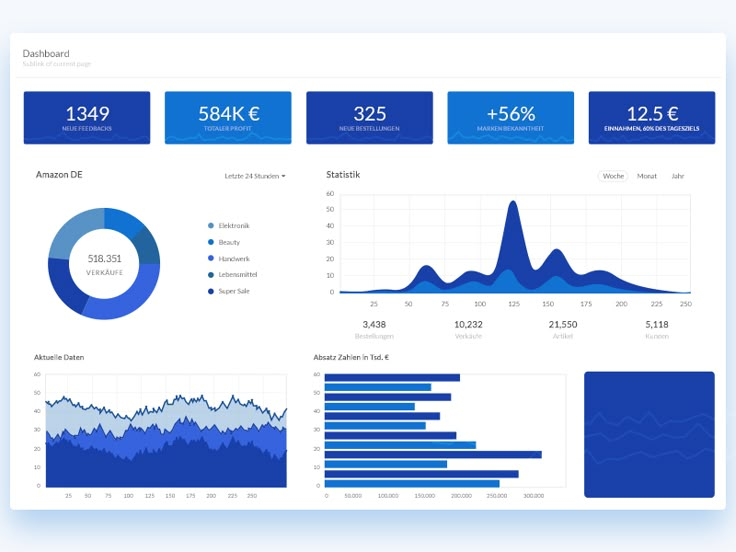 Dashboard
Sublink of current page
1349
NEUE FEEDBACKS
584K €
TOTALER PROFIT
325
NEUE BESTELLUNGEN
+56%
MARKENBEKANNTHEIT
12.5 €
EINNAHMEN, 60% DES TAGESZIELS
Amazon DE
Letzte 24 Stunden
518.351
VERKÄUFE
Elektronik
Beauty
Handwerk
Lebensmittel
Super Sale
Statistik
Woche Monat Jahr
60
50
40
30
20
10
0
25 50 75 100 125 150 175 200 225 250
3,438 10,232 21,550 5,118
Bestellungen Verkäufe Artikel Kunden
Aktuelle Daten
60
50
40
30
20
10
0
25 50 75 100 125 150 175 200 225 250
Absatz Zahlen in Tsd. €
60
50
40
30
20
10
0
0 50,000 100,000 150,000 200,000 250,000 300,000